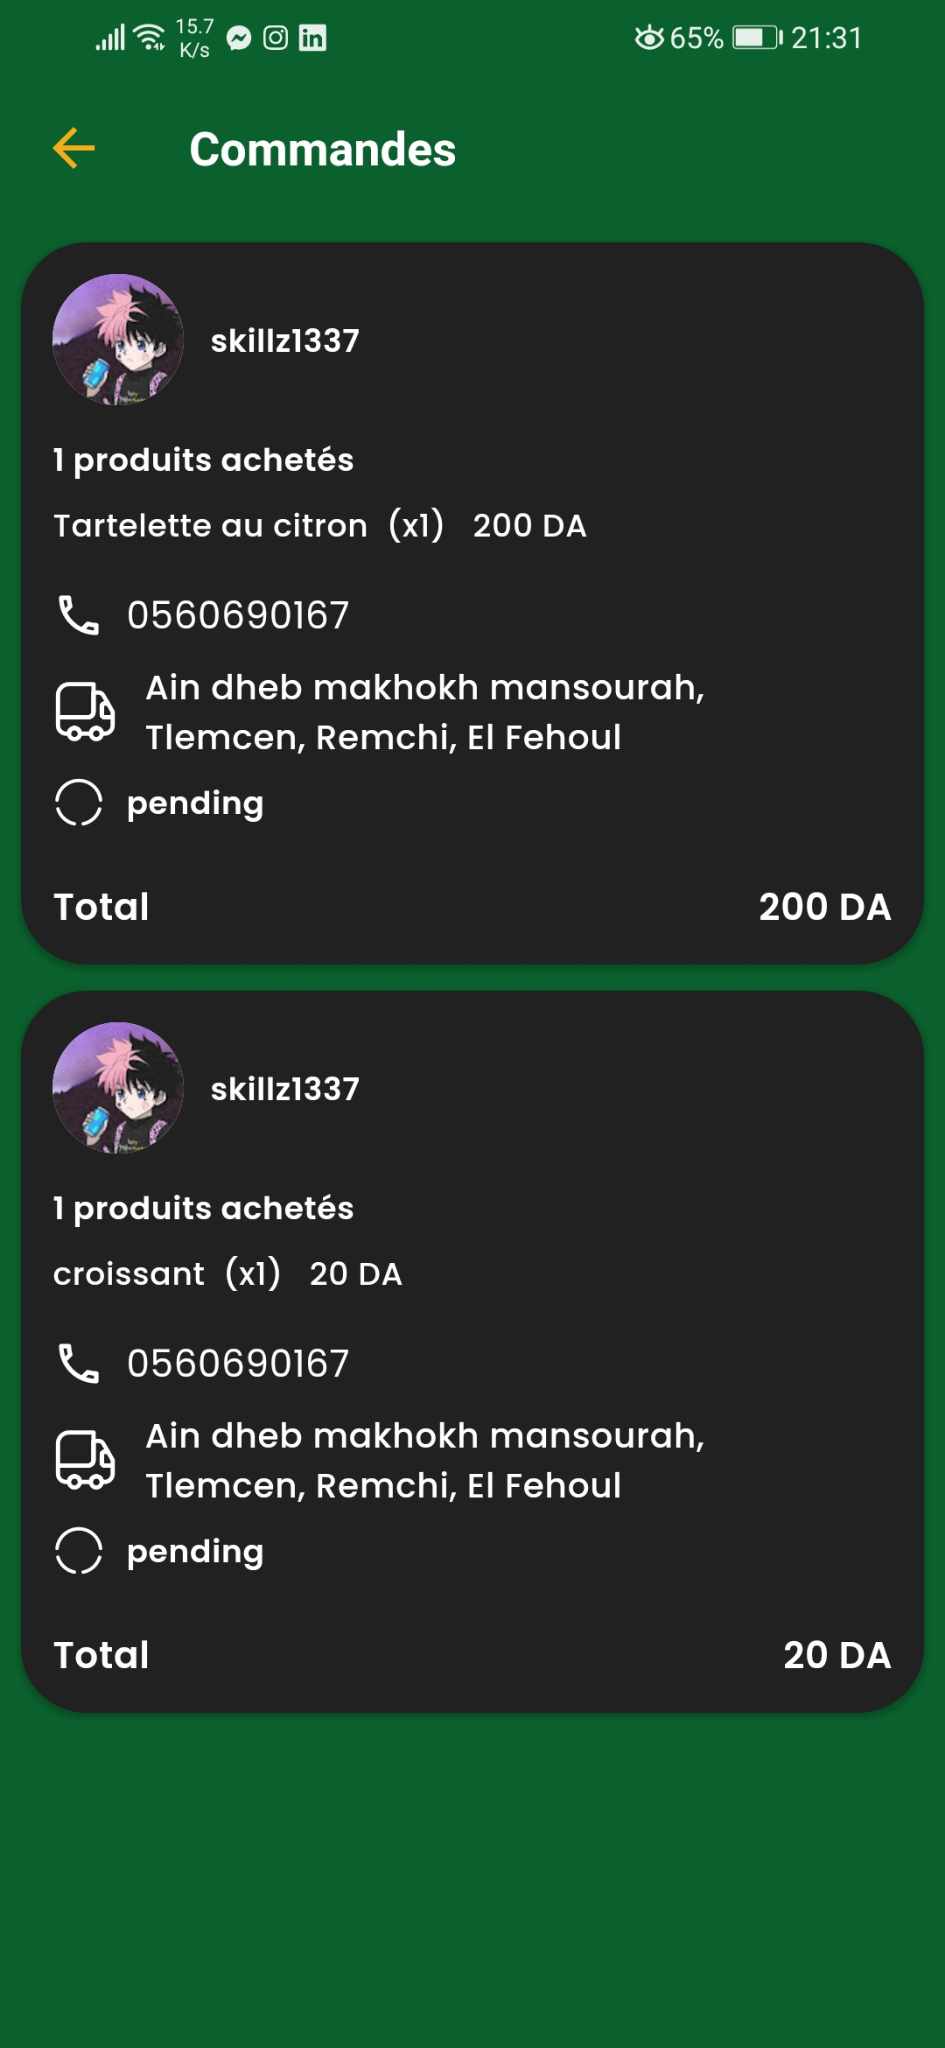 15.7
K/s
65%
21:31
Commandes
skillz1337
1 produits achetés
Tartelette au citron (x1) 200 DA
0560690167
Ain dheb makhokh mansourah,
Tlemcen, Remchi, El Fehoul
pending
Total 200 DA
skillz1337
1 produits achetés
croissant (x1) 20 DA
0560690167
Ain dheb makhokh mansourah,
Tlemcen, Remchi, El Fehoul
pending
Total 20 DA